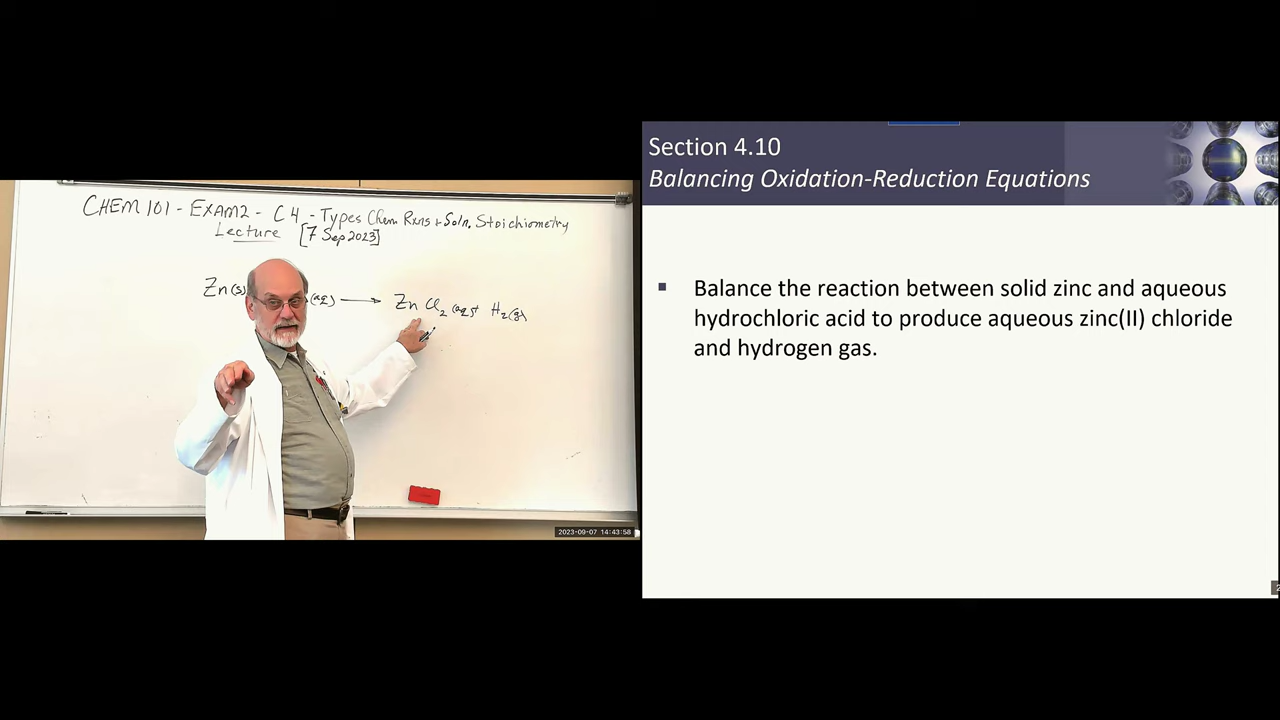 CHEM 101 - EXAM2 - C 4 - Types Chem Rxns + Soln. Stoichiometry
Lecture [7 Sep 2023]
Zn(s) (aq) → Zn Cl2 (aq) + H2(g)
2023-09-07 14:43:58
Section 4.10
Balancing Oxidation-Reduction Equations
▪ Balance the reaction between solid zinc and aqueous
hydrochloric acid to produce aqueous zinc(II) chloride
and hydrogen gas.